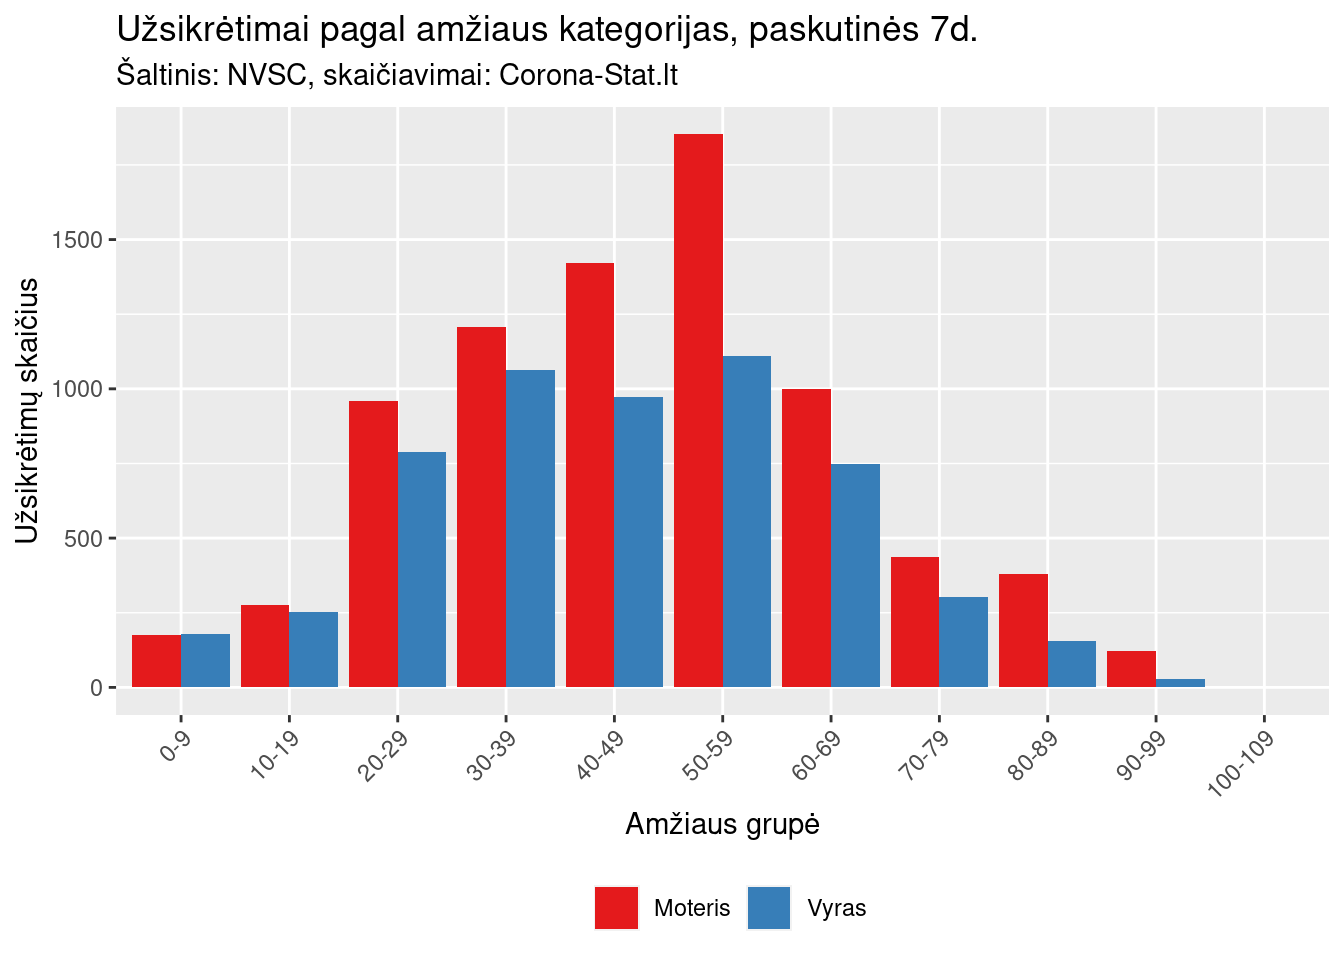 Užsikrėtimai pagal amžiaus kategorijas, paskutinės 7d.
Šaltinis: NVSC, skaičiavimai: Corona-Stat.lt
Užsikrėtimų skaičius
1500
1000
500
0
0-9
10-19
20-29
30-39
40-49
50-59
60-69
70-79
80-89
90-99
100-109
Amžiaus grupė
Moteris
Vyras